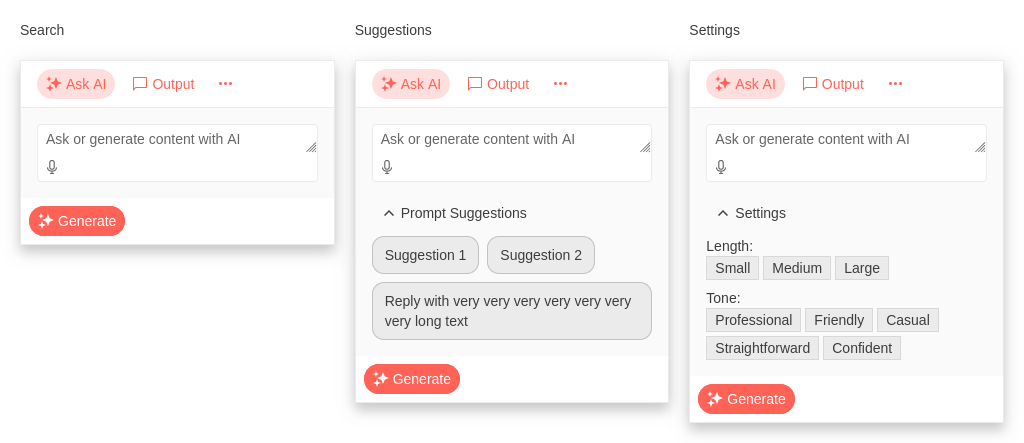 Search
Ask AI
Output
Ask or generate content with AI
Generate
Suggestions
Ask AI
Output
Ask or generate content with AI
Prompt Suggestions
Suggestion 1
Suggestion 2
Reply with very very very very very very
very long text
Generate
Settings
Ask AI
Output
Ask or generate content with AI
Settings
Length:
Small
Medium
Large
Tone:
Professional
Friendly
Casual
Straightforward
Confident
Generate